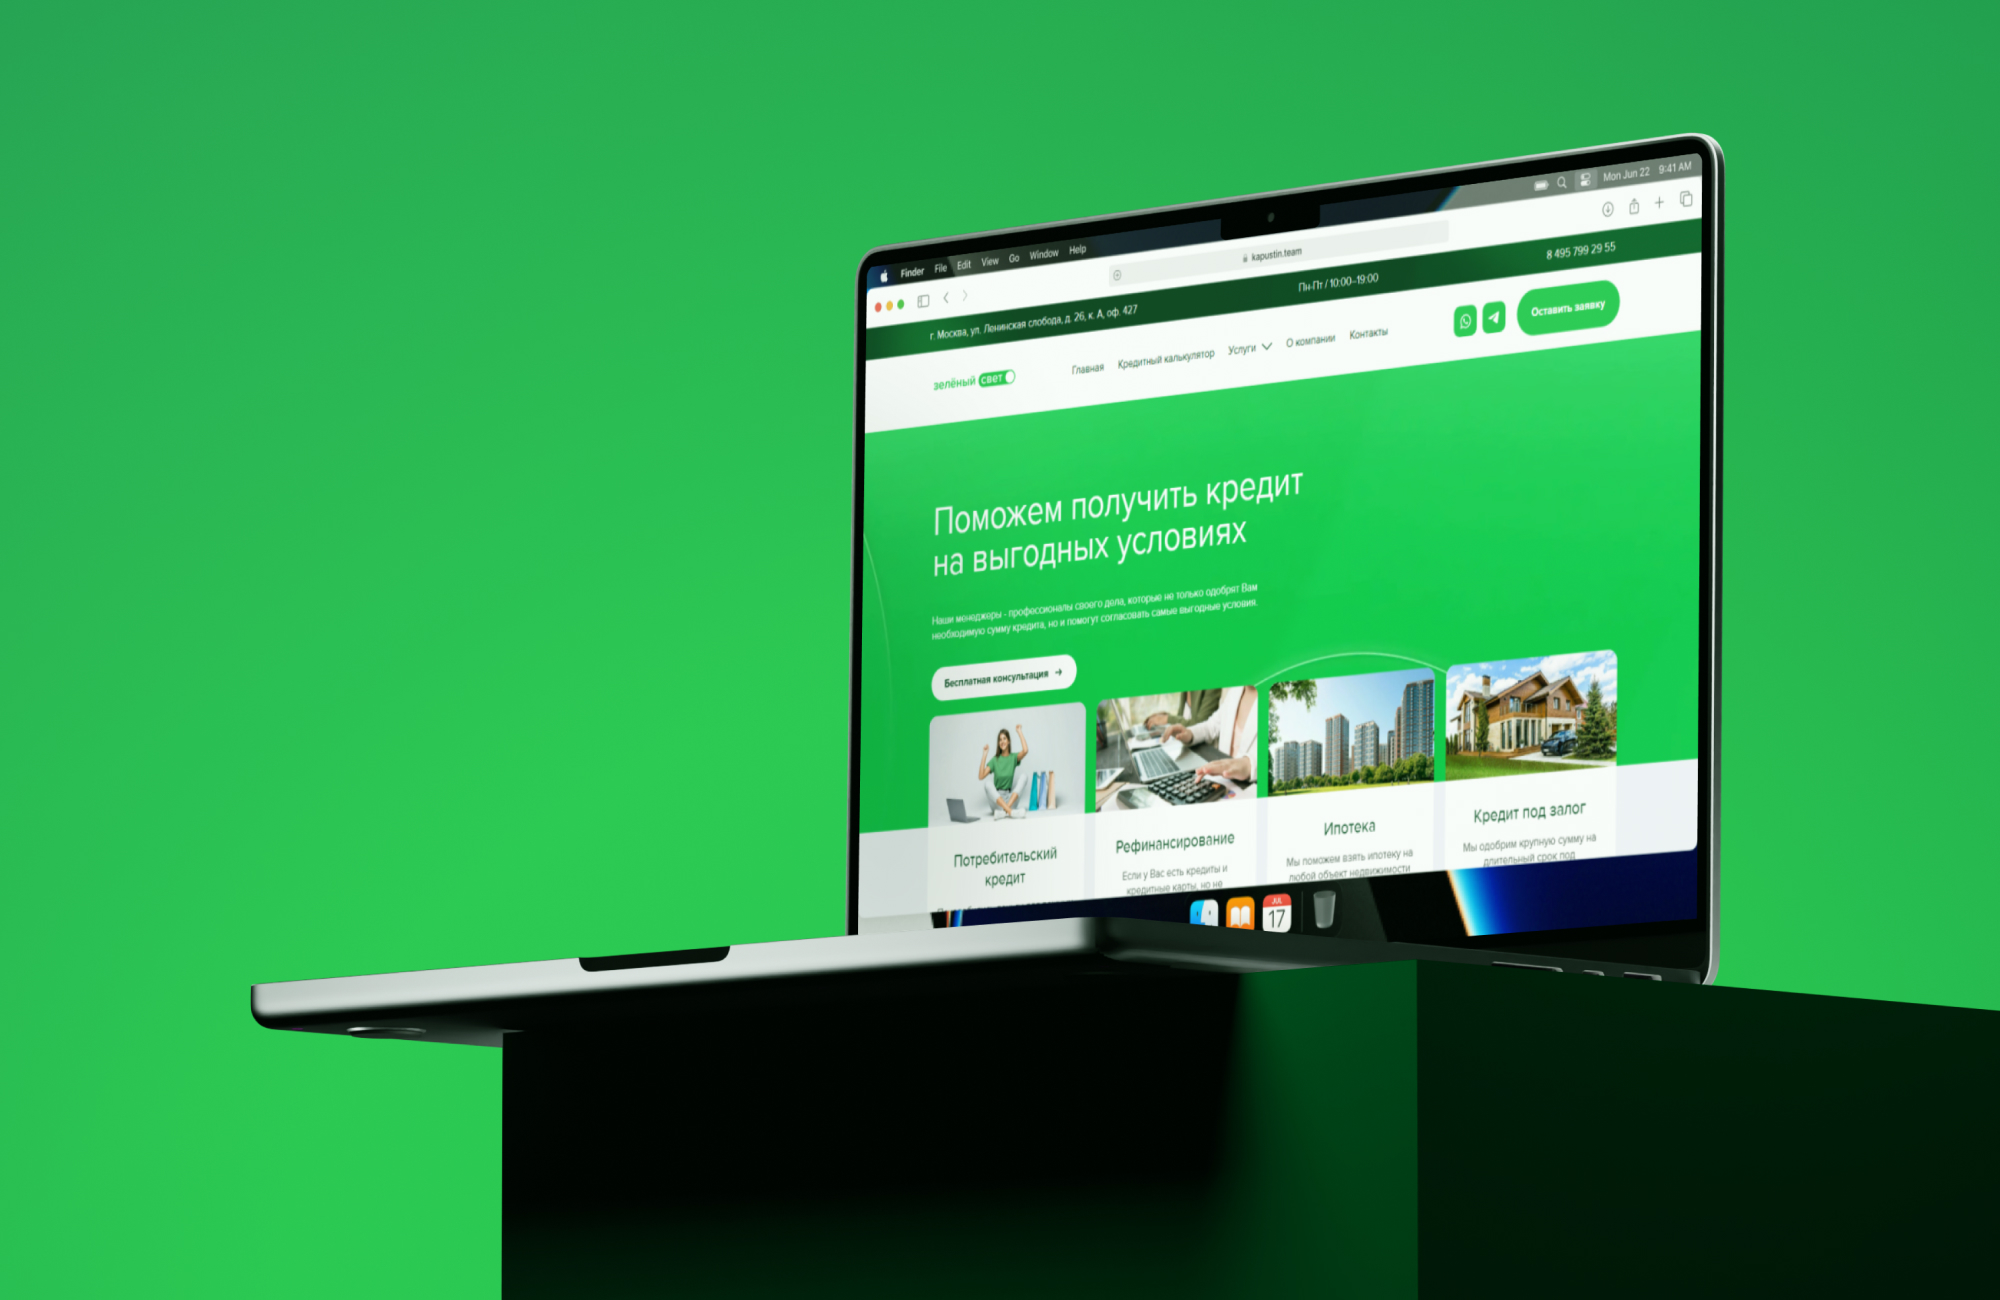 Finder File Edit View Go Window Help
Mon Jun 22 9:41 AM
kapustin.team
г. Москва, ул. Ленинская слобода, д. 26, к. А, оф. 427
Пн-Пт / 10:00–19:00
8 495 799 29 55
зелёный свет
Главная Кредитный калькулятор Услуги О компании Контакты
Оставить заявку
Поможем получить кредит
на выгодных условиях
Наши менеджеры - профессионалы своего дела, которые не только одобрят Вам
необходимую сумму кредита, но и помогут согласовать самые выгодные условия.
Бесплатная консультация →
Потребительский
кредит
Рефинансирование
Если у Вас есть кредиты и
кредитные карты, но не
Ипотека
Мы поможем взять ипотеку на
любой объект недвижимости
Кредит под залог
Мы одобрим крупную сумму на
длительный срок под
JUL
17